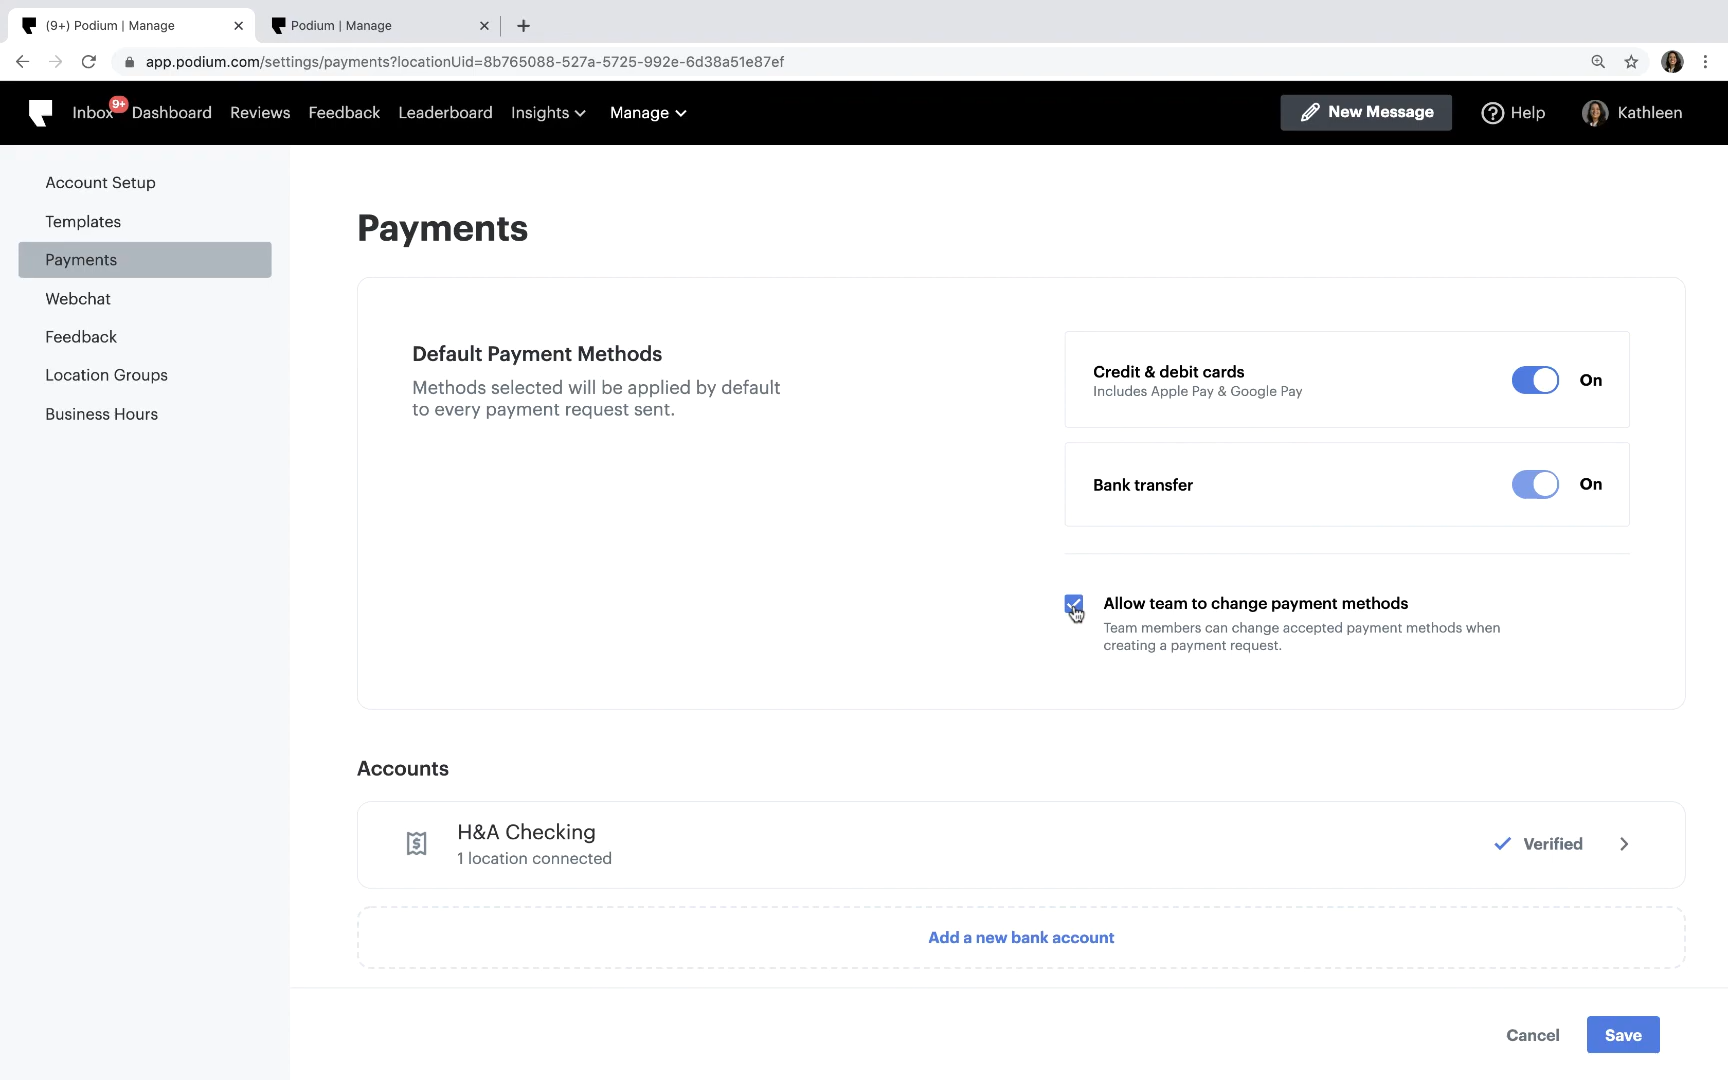 (9+) Podium | Manage
Podium | Manage
app.podium.com/settings/payments?locationUid=8b765088-527a-5725-992e-6d38a51e87ef
Inbox 9+ Dashboard Reviews Feedback Leaderboard Insights Manage New Message Help Kathleen
Account Setup
Templates
Payments
Webchat
Feedback
Location Groups
Business Hours
Payments
Default Payment Methods
Methods selected will be applied by default
to every payment request sent.
Credit & debit cards
Includes Apple Pay & Google Pay
On
Bank transfer
On
Allow team to change payment methods
Team members can change accepted payment methods when
creating a payment request.
Accounts
H&A Checking
1 location connected
Verified
Add a new bank account
Cancel Save